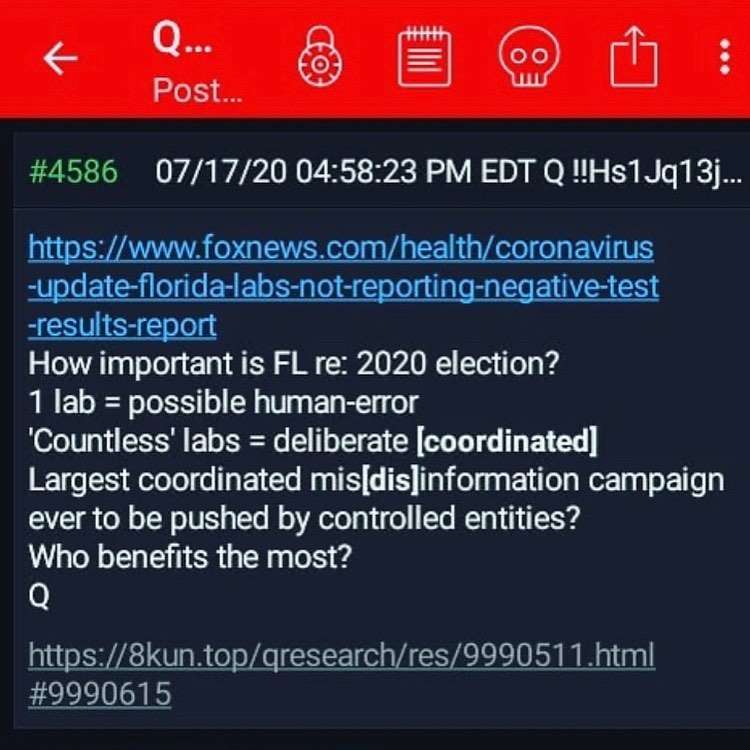 Q...
Post...
#4586 07/17/20 04:58:23 PM EDT Q !!Hs1Jq13j...
https://www.foxnews.com/health/coronavirus
-update-florida-labs-not-reporting-negative-test
-results-report
How important is FL re: 2020 election?
1 lab = possible human-error
'Countless' labs = deliberate [coordinated]
Largest coordinated mis[dis]information campaign
ever to be pushed by controlled entities?
Who benefits the most?
Q
https://8kun.top/qresearch/res/9990511.html
#9990615